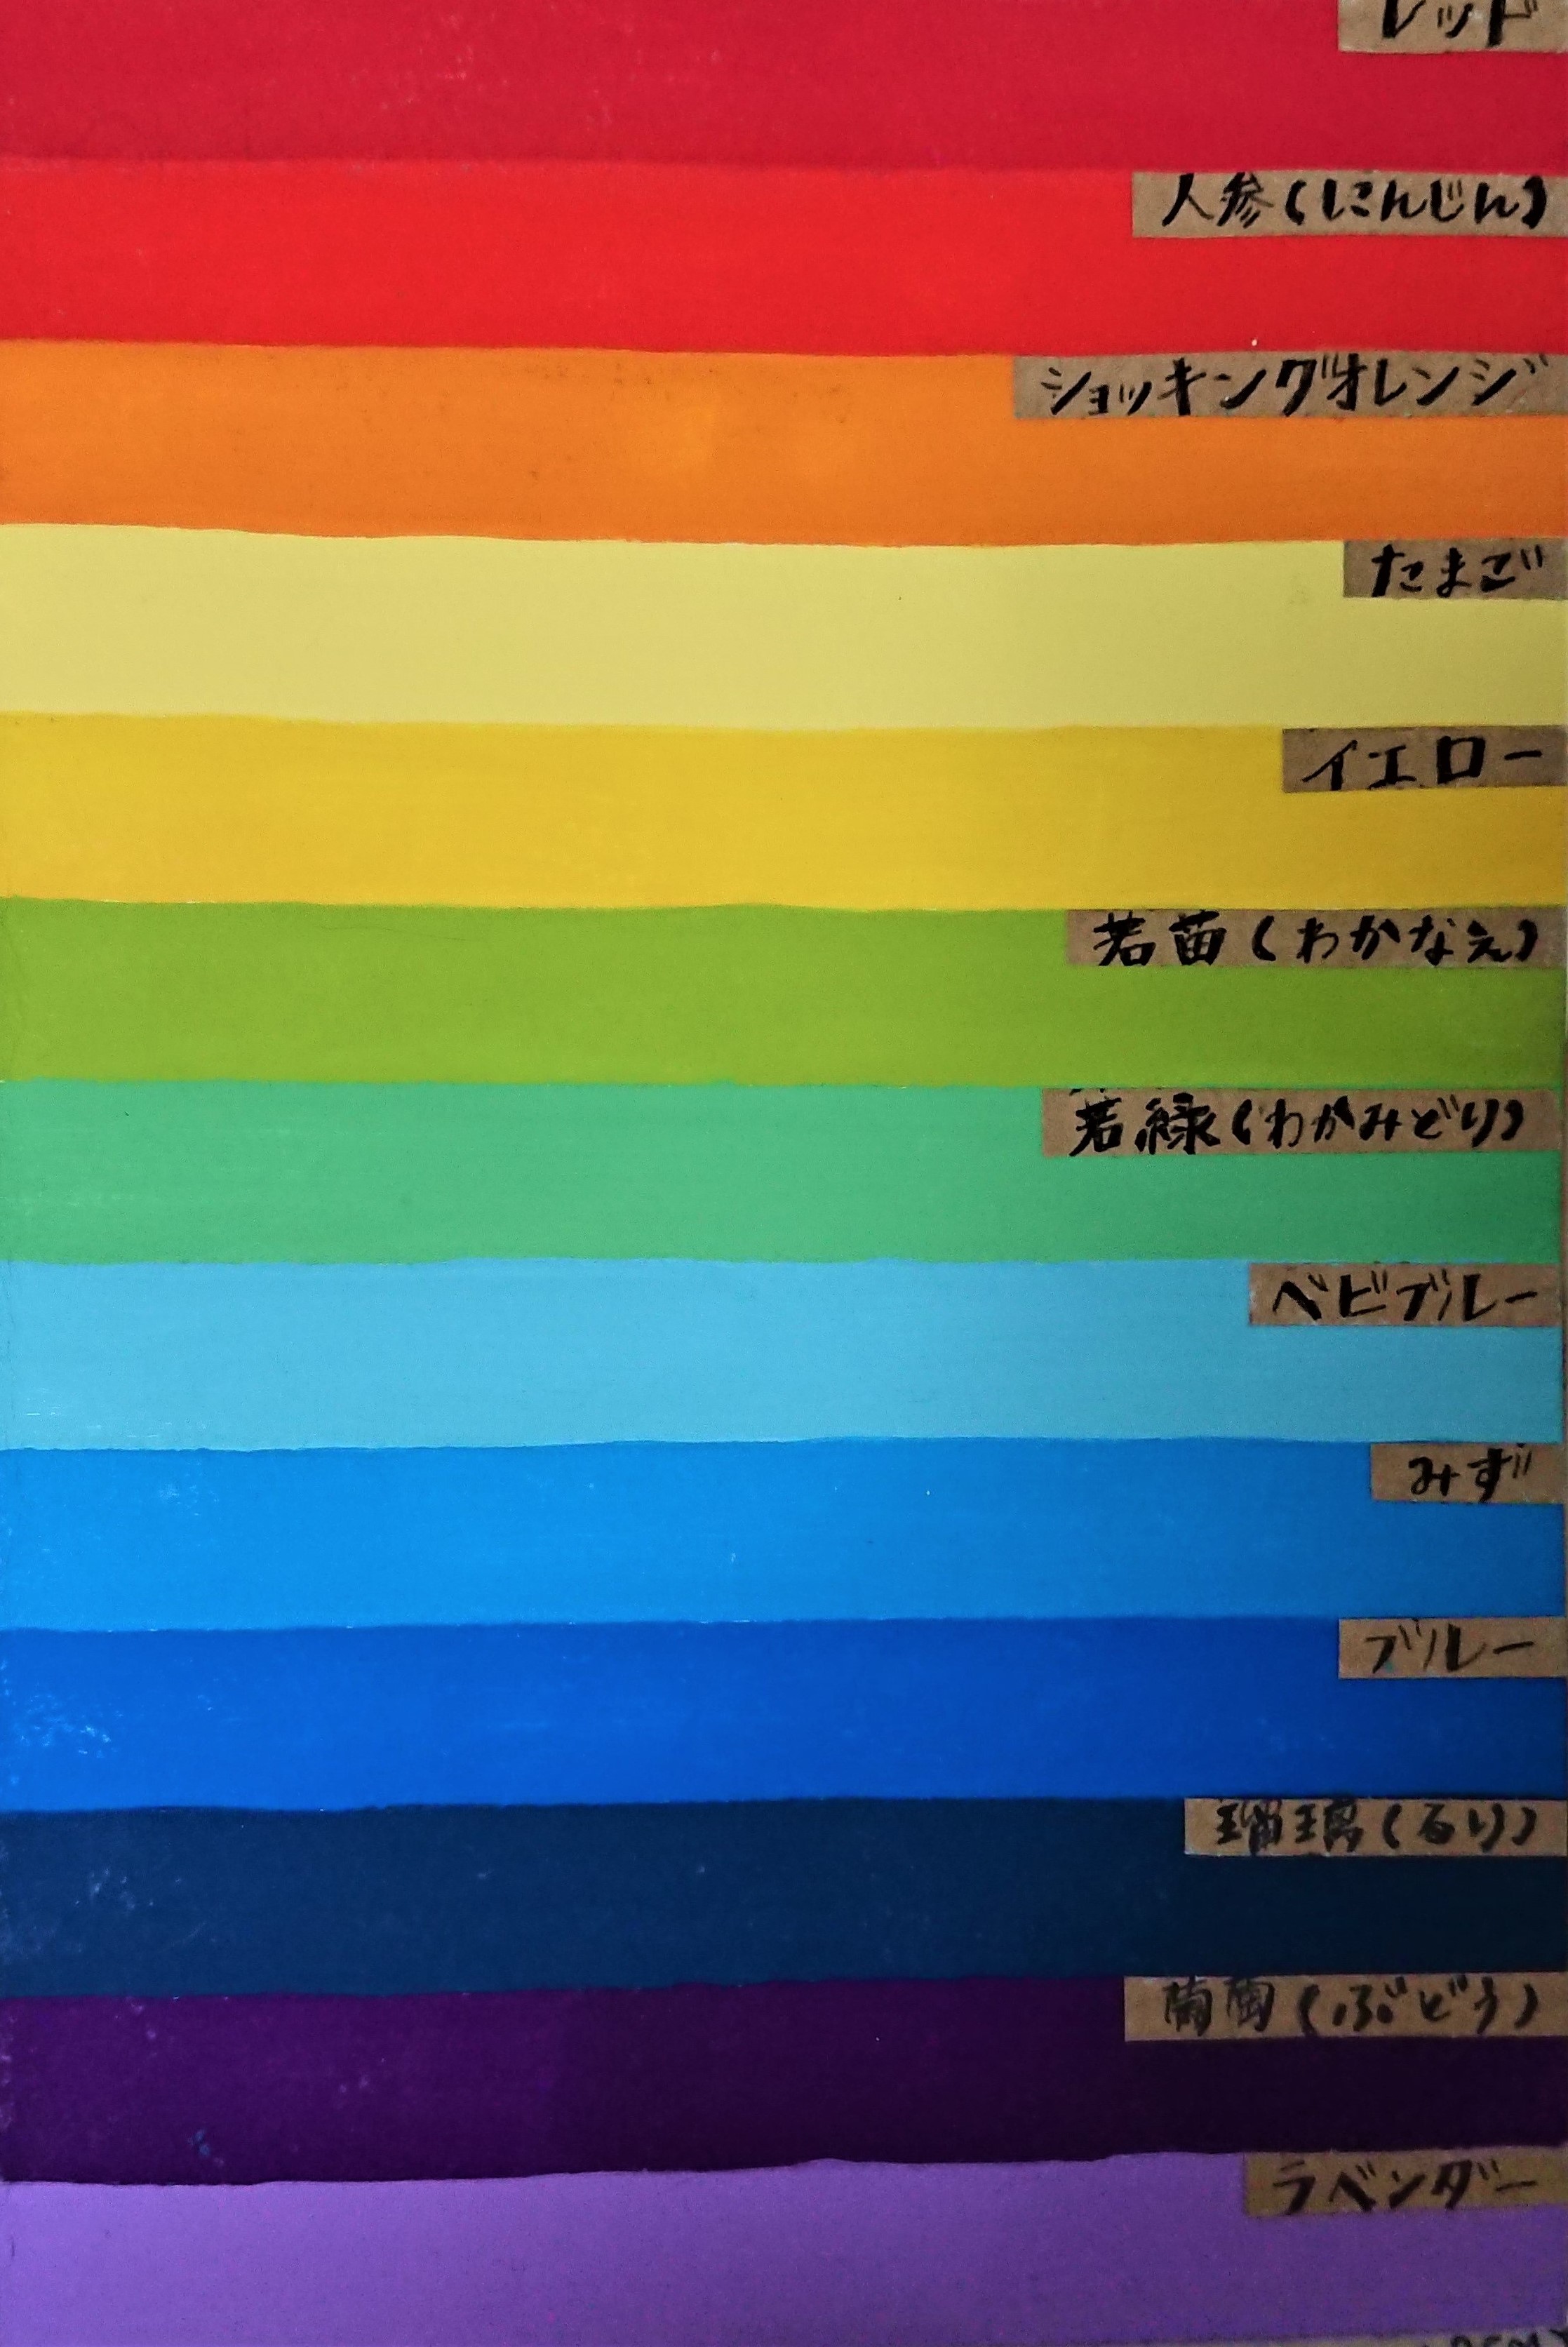 レッド
人参(にんじん)
ショッキングオレンジ
たまご
イエロー
若苗(わかなえ)
若緑(わかみどり)
ベビブルー
みず
ブルー
瑠璃(るり)
葡萄(ぶどう)
ラベンダー